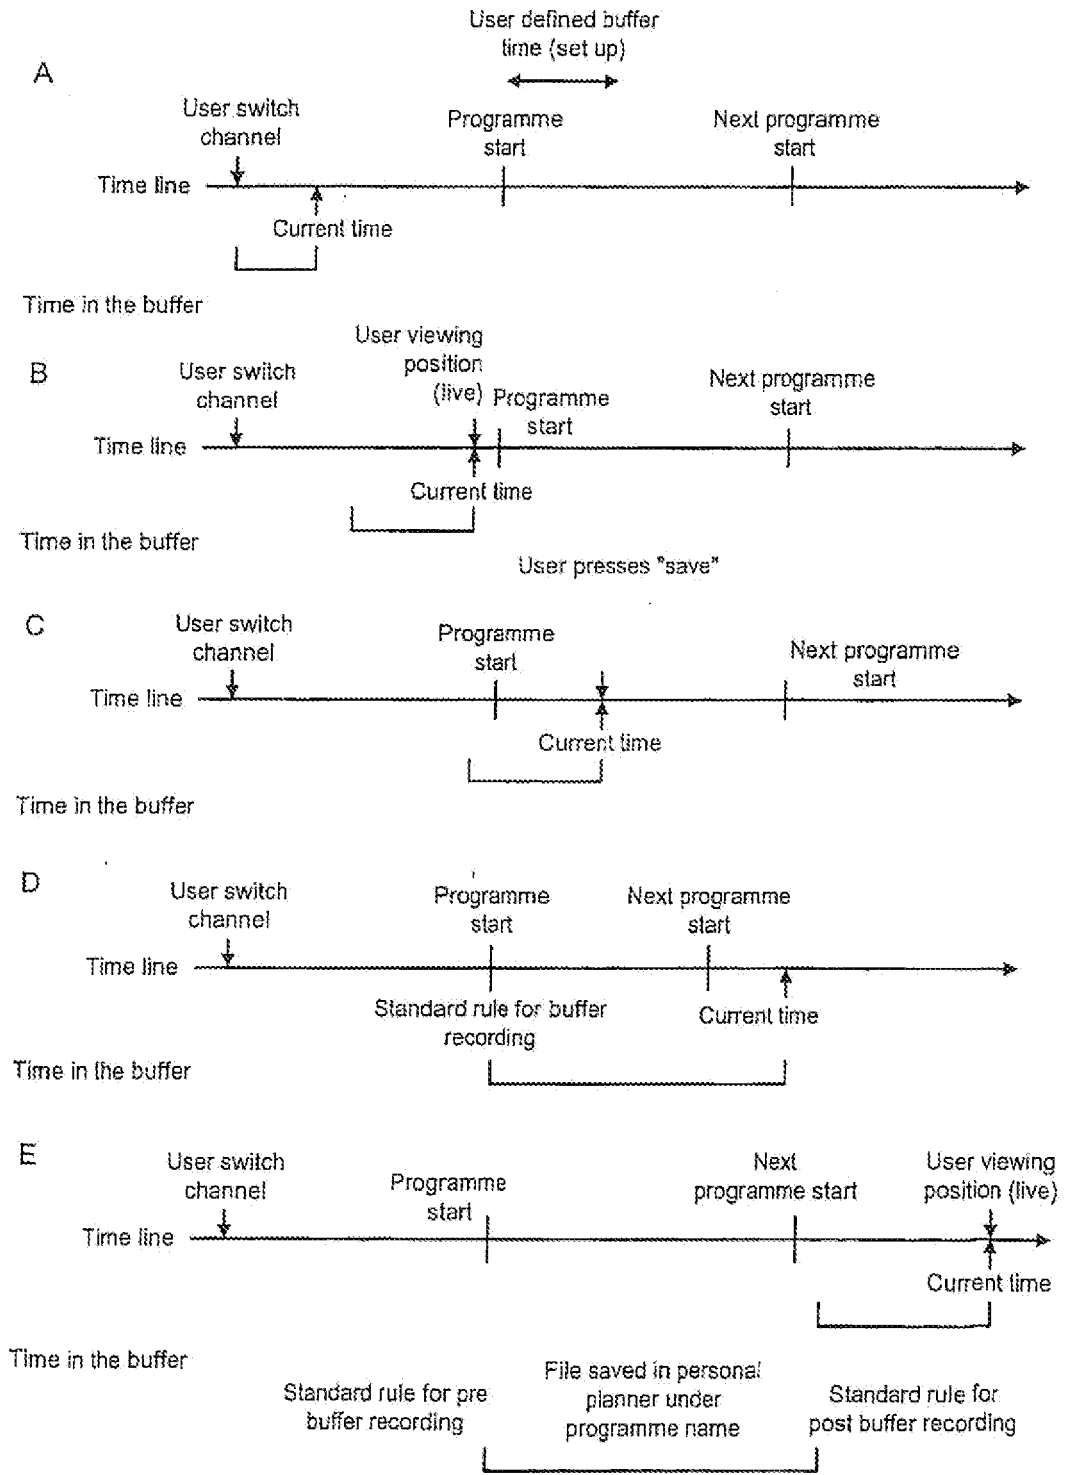 User defined buffer
time (set up)
A
User switch
channel
Programme
start
Next programme
start
Time line
Current time
Time in the buffer
B
User switch
channel
User viewing
position
(live)
Programme
start
Next programme
start
Time line
Current time
Time in the buffer
User presses "save"
C
User switch
channel
Programme
start
Next programme
start
Time line
Current time
Time in the buffer
D
User switch
channel
Programme
start
Next programme
start
Time line
Standard rule for buffer
recording
Current time
Time in the buffer
E
User switch
channel
Programme
start
Next
programme start
User viewing
position (live)
Time line
Current time
Time in the buffer
Standard rule for pre
buffer recording
File saved in personal
planner under
programme name
Standard rule for
post buffer recording